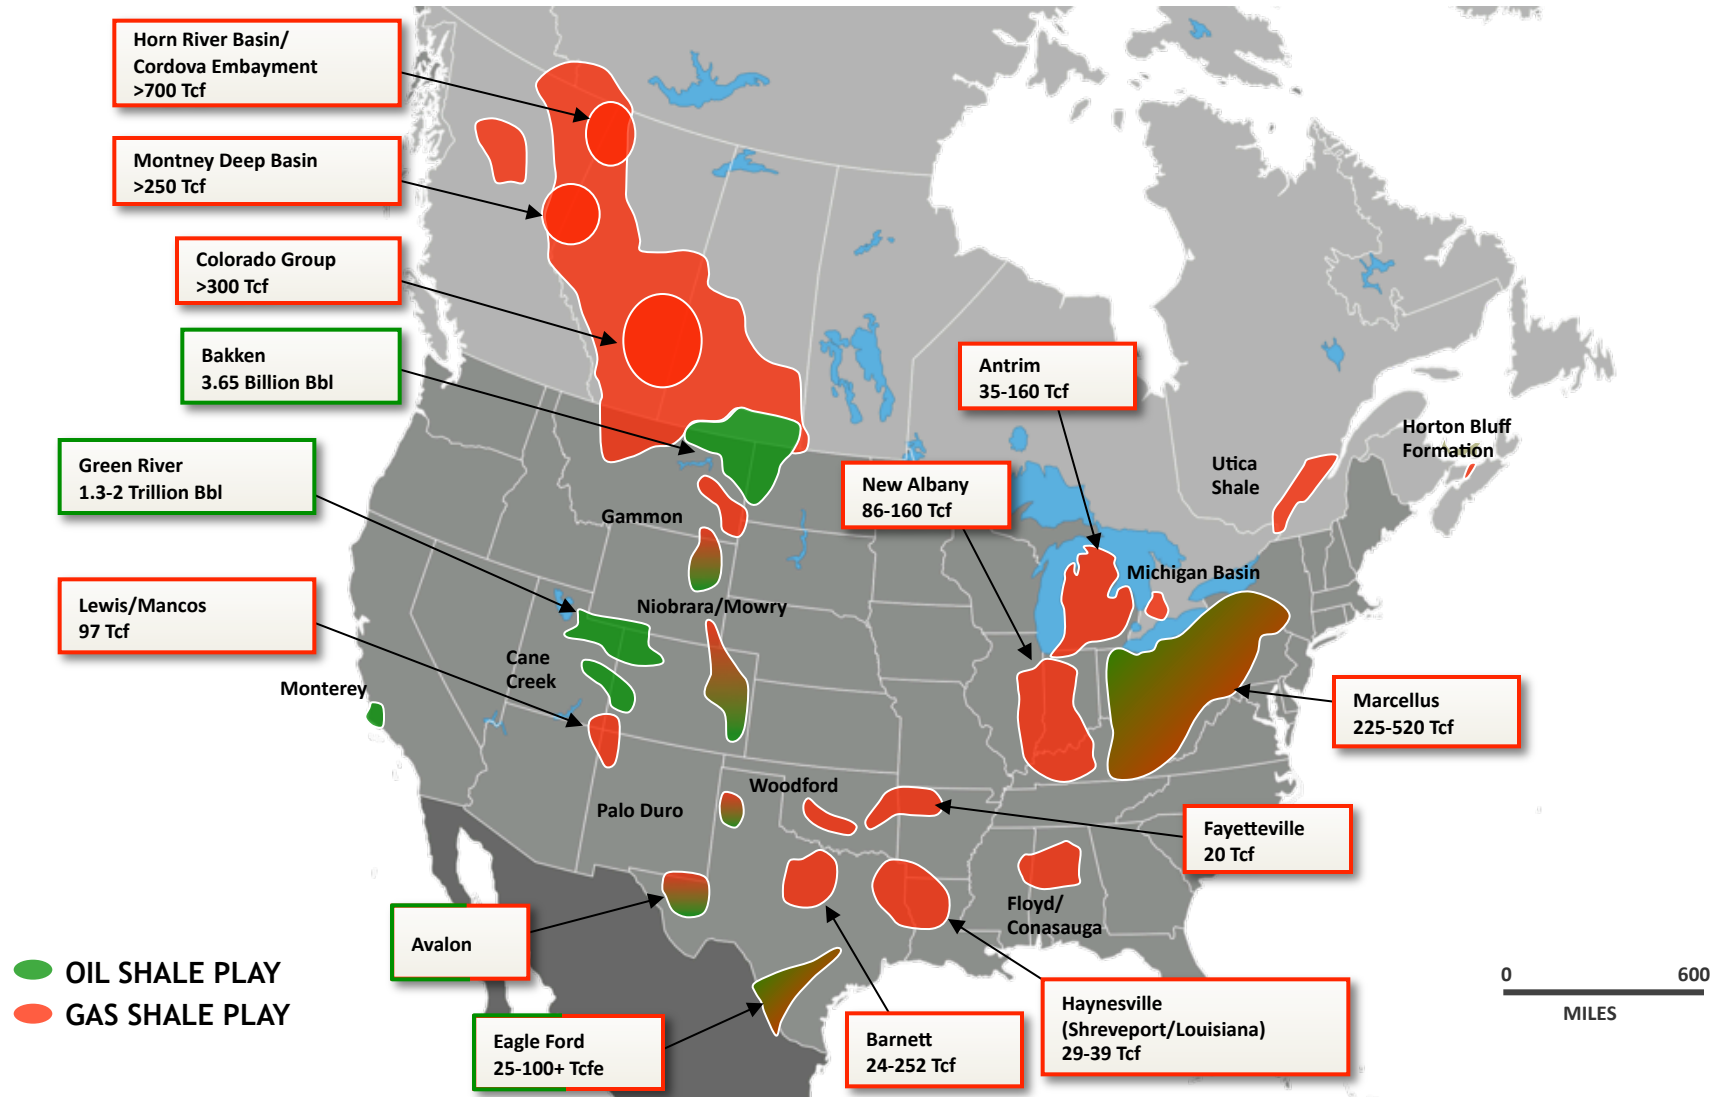 Horn River Basin/
Cordova Embayment
>700 Tcf
Montney Deep Basin
>250 Tcf
Colorado Group
>300 Tcf
Bakken
3.65 Billion Bbl
Antrim
35-160 Tcf
Horton Bluff
Formation
Utica
Shale
Green River
1.3-2 Trillion Bbl
New Albany
86-160 Tcf
Gammon
Michigan Basin
Lewis/Mancos
97 Tcf
Niobrara/Mowry
Cane
Creek
Monterey
Marcellus
225-520 Tcf
Woodford
Palo Duro
Fayetteville
20 Tcf
Floyd/
Conasauga
Avalon
OIL SHALE PLAY
GAS SHALE PLAY
0 600
MILES
Haynesville
(Shreveport/Louisiana)
29-39 Tcf
Eagle Ford
25-100+ Tcfe
Barnett
24-252 Tcf